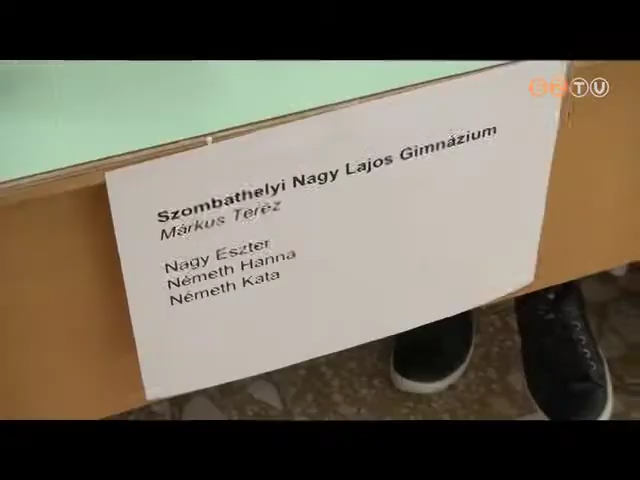 Szombathelyi Nagy Lajos Gimnázium
Márkus Teréz
Nagy Eszter
Németh Hanna
Németh Kata